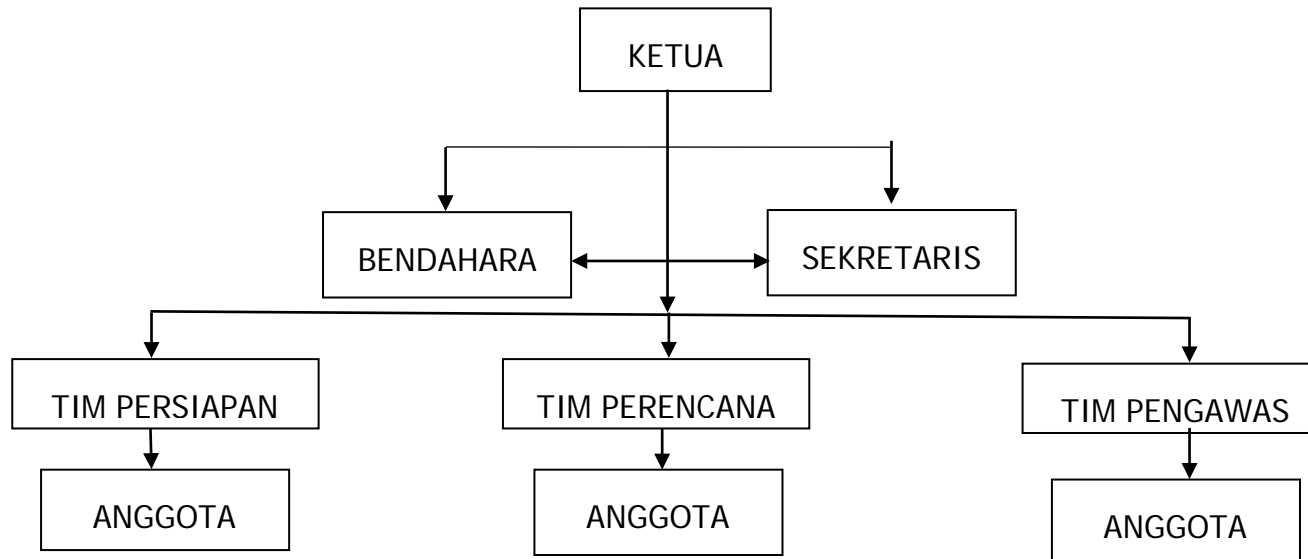 KETUA
BENDAHARA
SEKRETARIS
TIM PERSIAPAN
TIM PERENCANA
TIM PENGAWAS
ANGGOTA
ANGGOTA
ANGGOTA